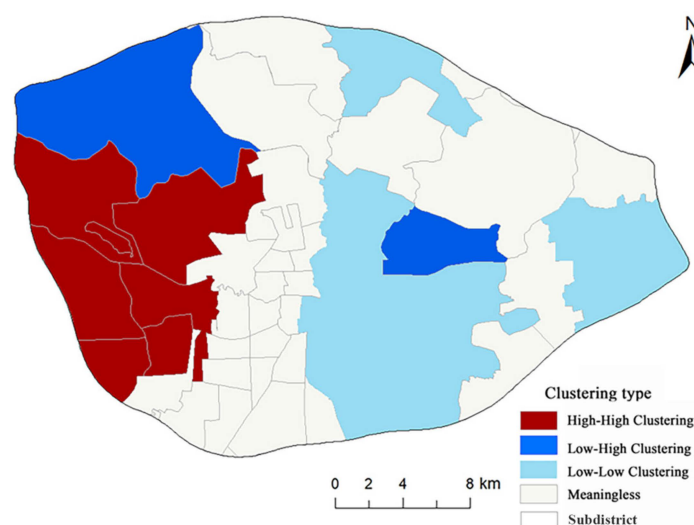 N
Clustering type
High-High Clustering
Low-High Clustering
Low-Low Clustering
Meaningless
Subdistrict
0 2 4 8 km